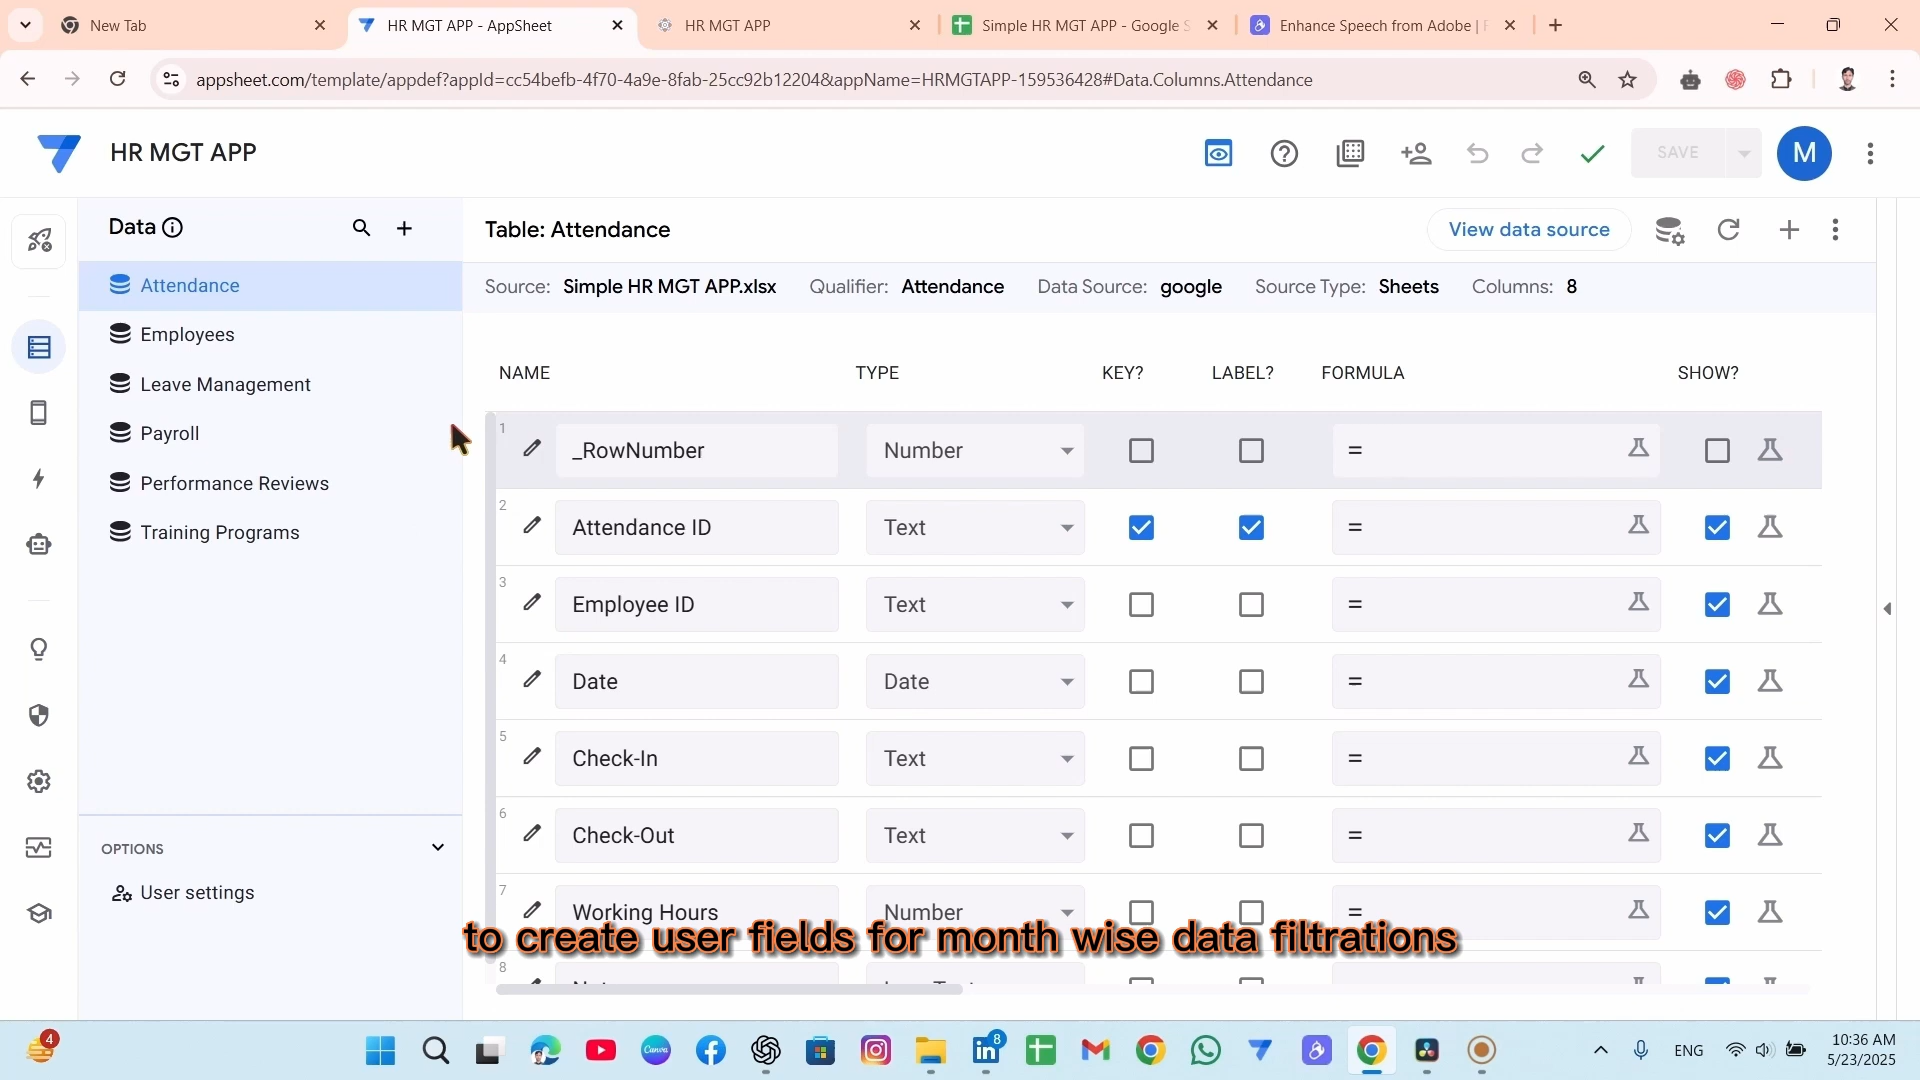 New Tab
HR MGT APP - AppSheet
HR MGT APP
Simple HR MGT APP - Google S
Enhance Speech from Adobe |
appsheet.com/template/appdef?appId=cc54befb-4f70-4a9e-8fab-25cc92b12204&appName=HRMGTAPP-159536428#Data.Columns.Attendance
HR MGT APP
SAVE
M
Data
Table: Attendance
View data source
Source: Simple HR MGT APP.xlsx Qualifier: Attendance Data Source: google Source Type: Sheets Columns: 8
Attendance
Employees
Leave Management
Payroll
Performance Reviews
Training Programs
OPTIONS
User settings
NAME TYPE KEY? LABEL? FORMULA SHOW?
1 _RowNumber Number =
2 Attendance ID Text =
3 Employee ID Text =
4 Date Date =
5 Check-In Text =
6 Check-Out Text =
7 Working Hours Number =
8
to create user fields for month wise data filtrations
4
Canva
8
ENG
10:36 AM
5/23/2025